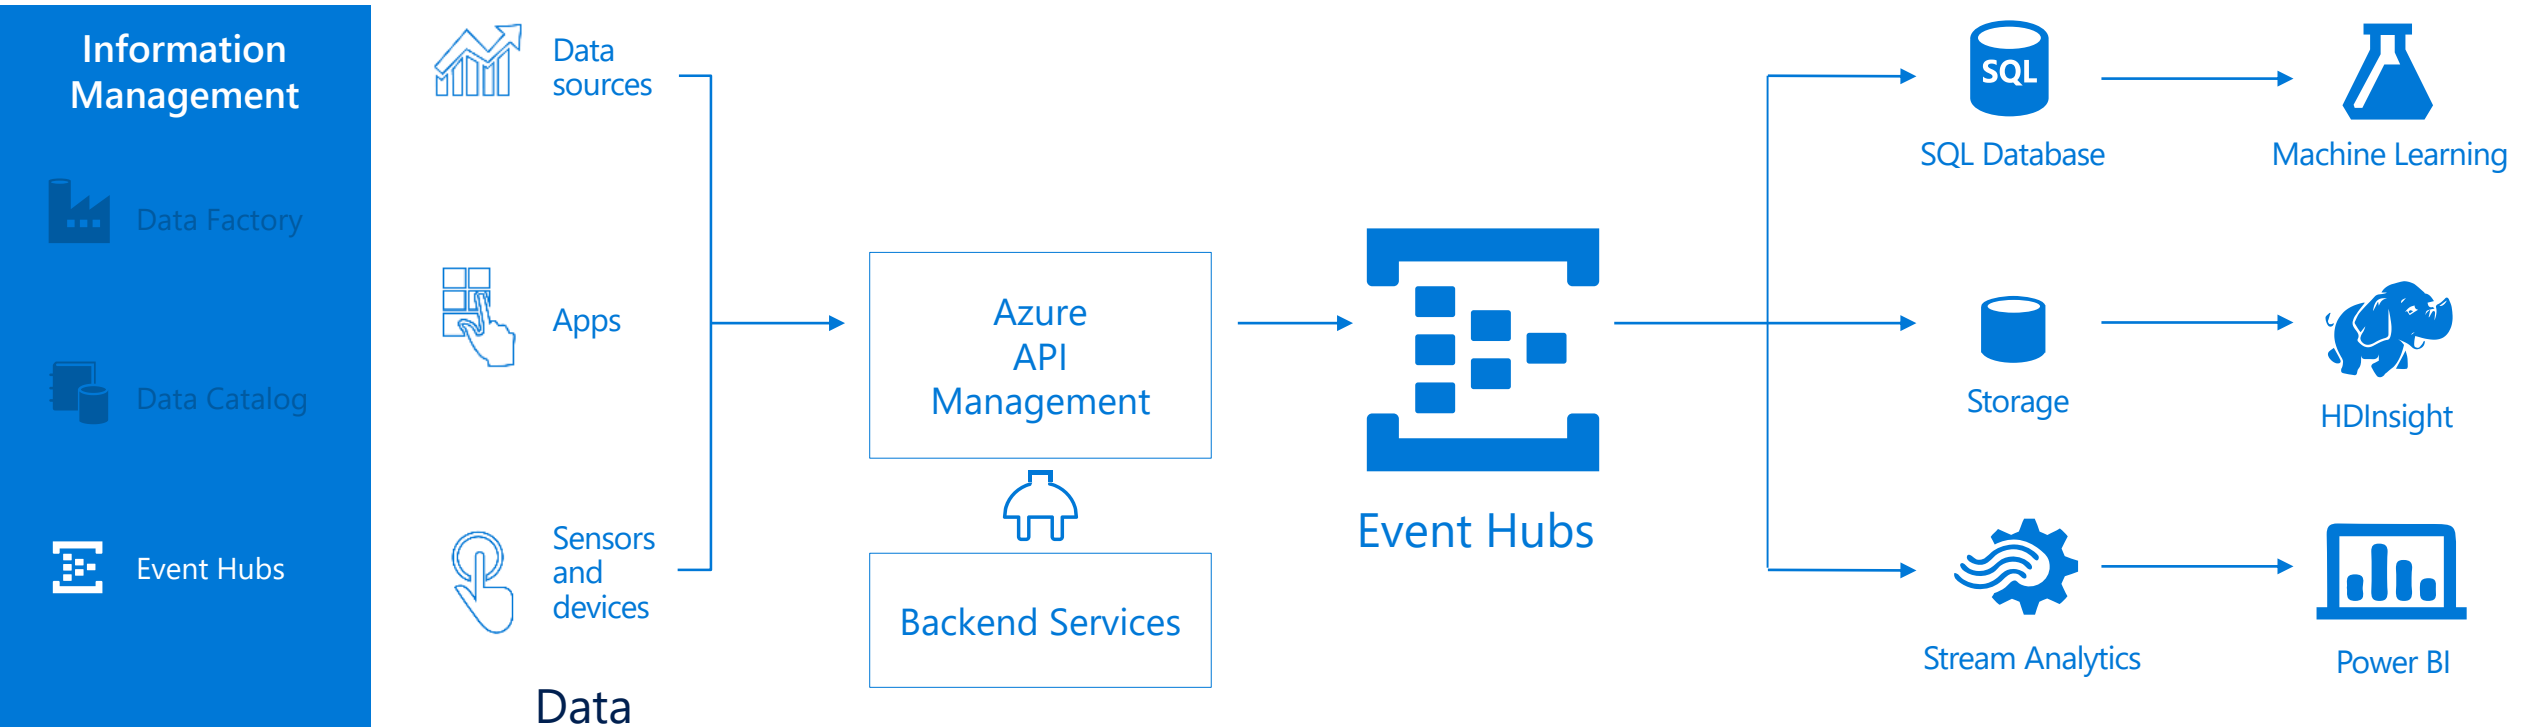 Information
Management
Data Factory
Data Catalog
Event Hubs
Data
sources
Apps
Sensors
and
devices
Data
Azure
API
Management
Backend Services
Event Hubs
SQL
SQL Database
Machine Learning
Storage
HDInsight
Stream Analytics
Power BI